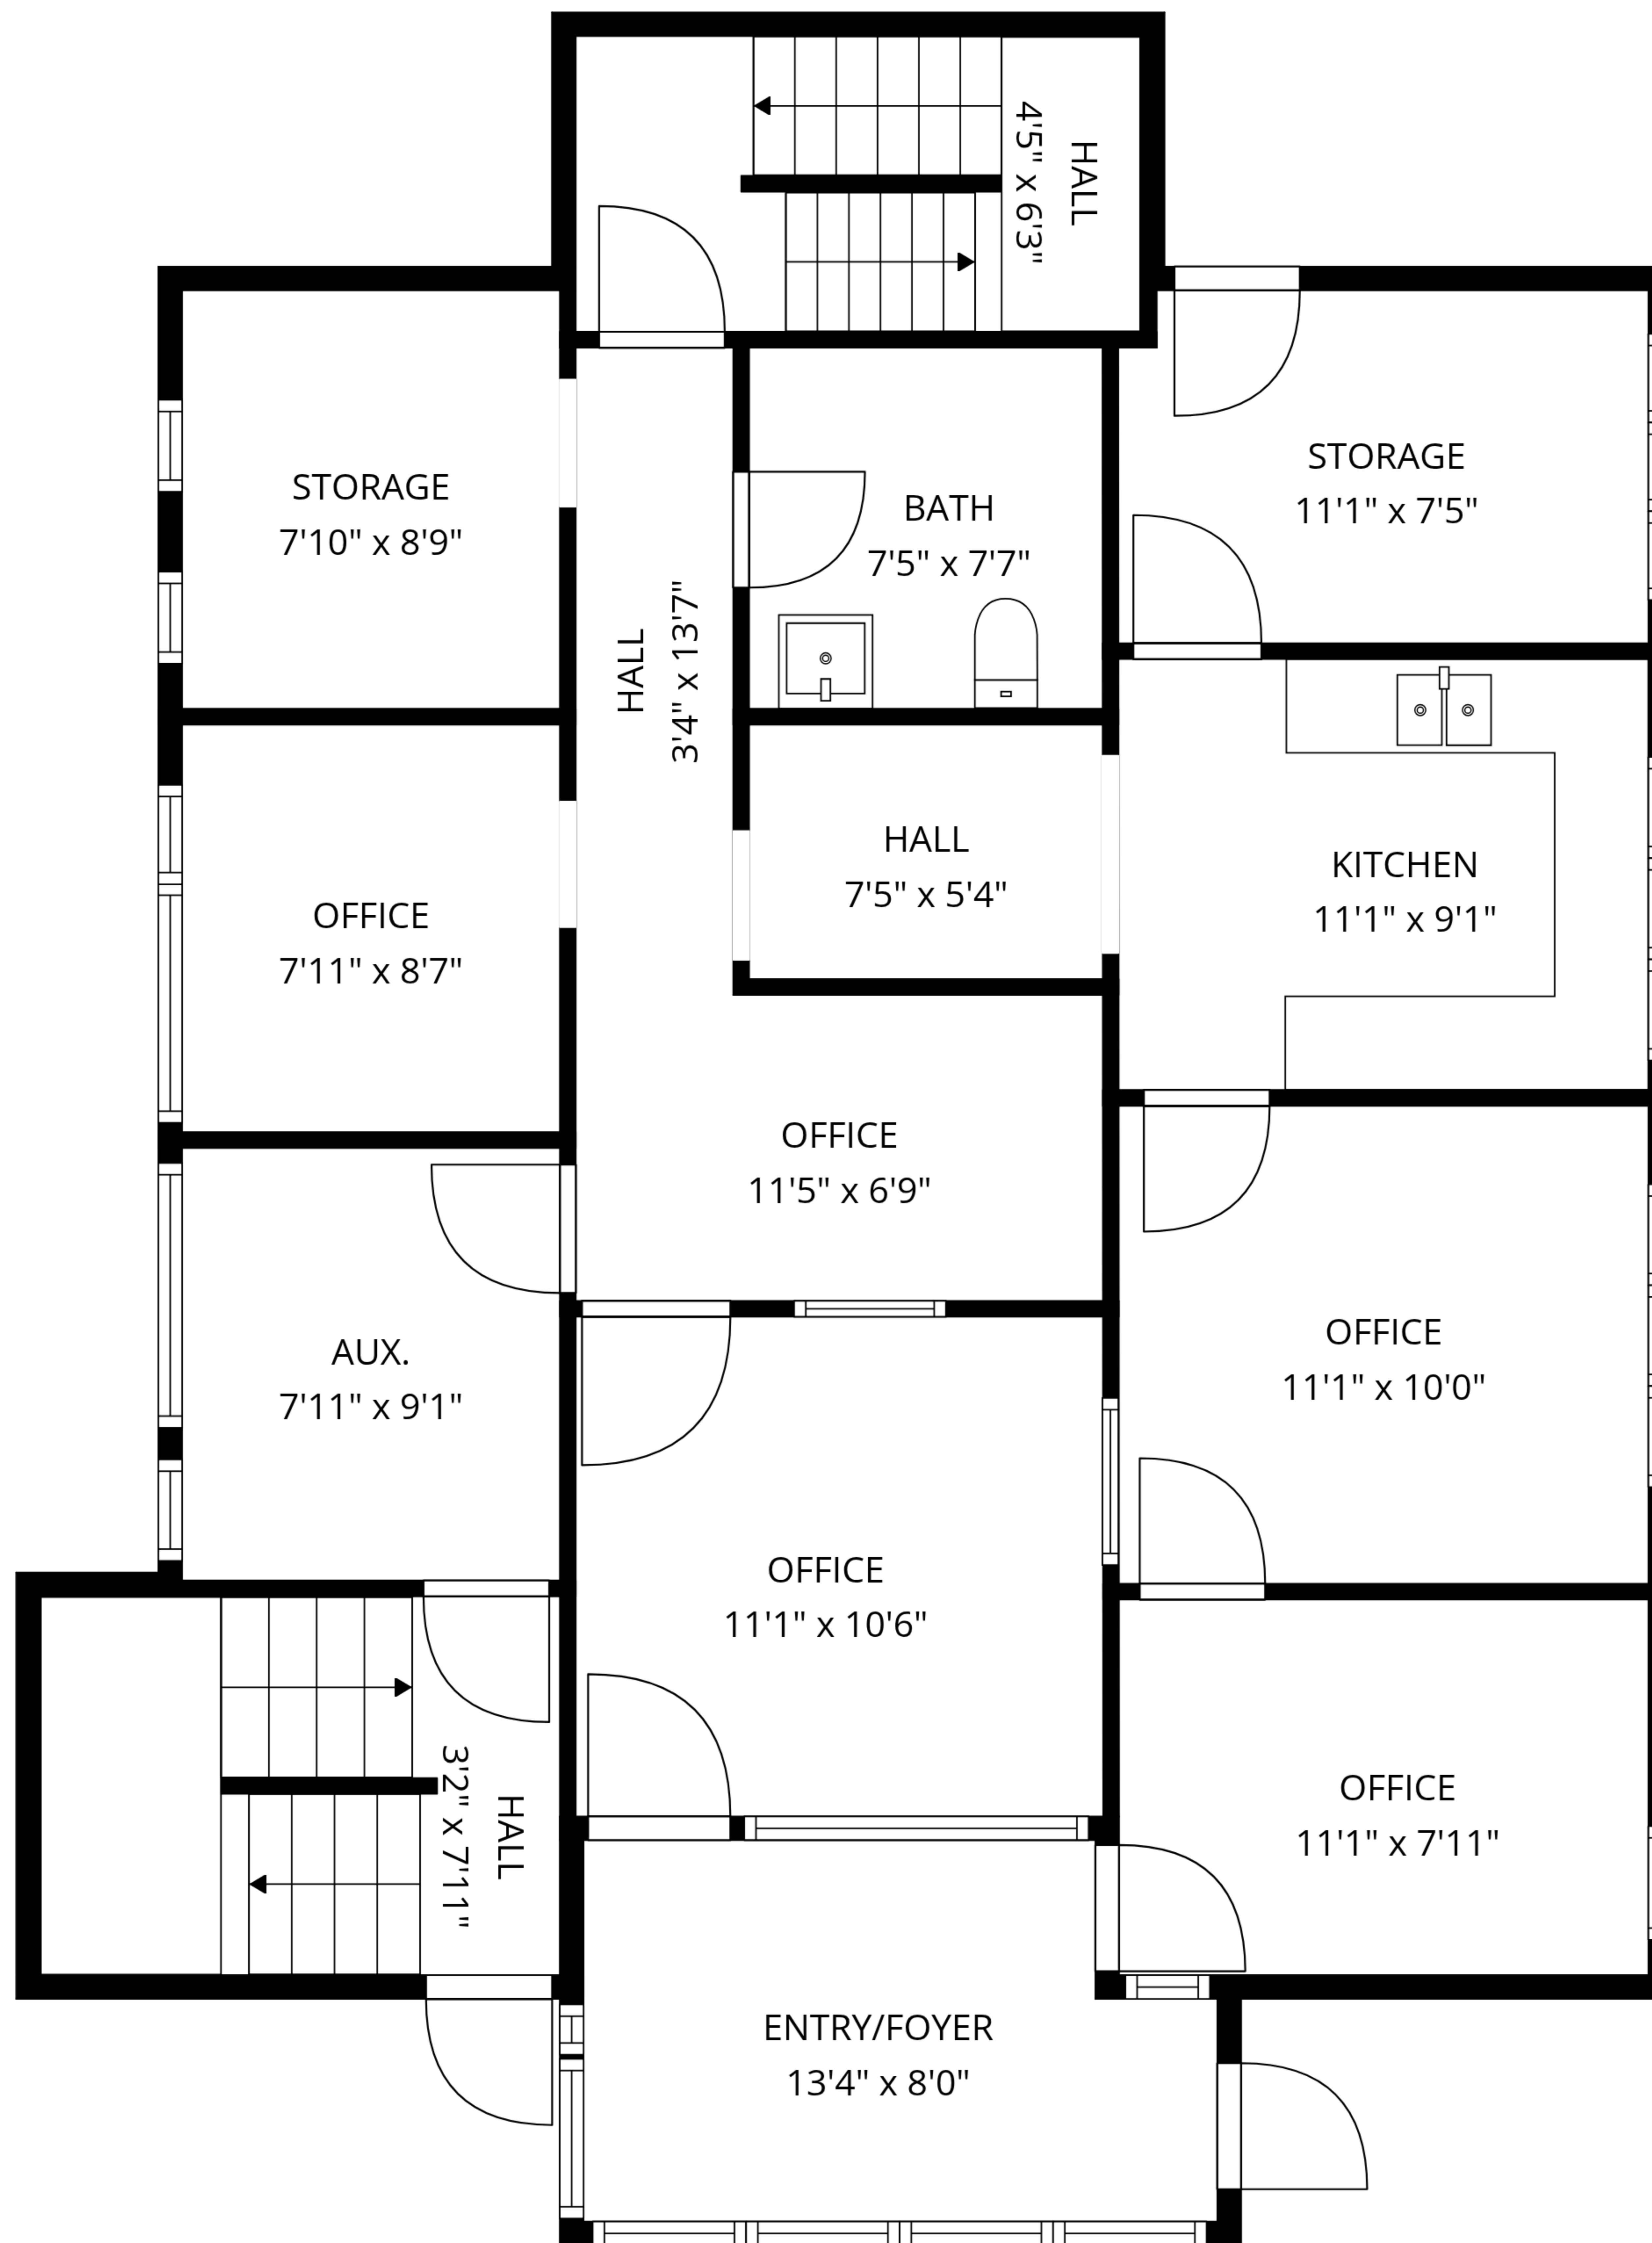 HALL
4'5" x 6'3"
STORAGE
7'10" x 8'9"
BATH
7'5" x 7'7"
STORAGE
11'1" x 7'5"
HALL
3'4" x 13'7"
HALL
7'5" x 5'4"
KITCHEN
11'1" x 9'1"
OFFICE
7'11" x 8'7"
OFFICE
11'5" x 6'9"
AUX.
7'11" x 9'1"
OFFICE
11'1" x 10'0"
OFFICE
11'1" x 10'6"
HALL
3'2" x 7'11"
OFFICE
11'1" x 7'11"
ENTRY/FOYER
13'4" x 8'0"